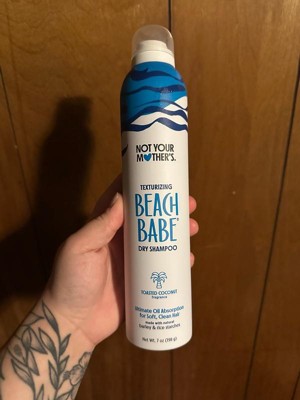 NOT YOUR
MOTHER'S.
TEXTURIZING
BEACH
BABE®
DRY SHAMPOO
TOASTED COCONUT
fragrance
Ultimate Oil Absorption
for Soft, Clean Hair
made with natural
barley & rice starches
Net Wt. 7 oz (198 g)